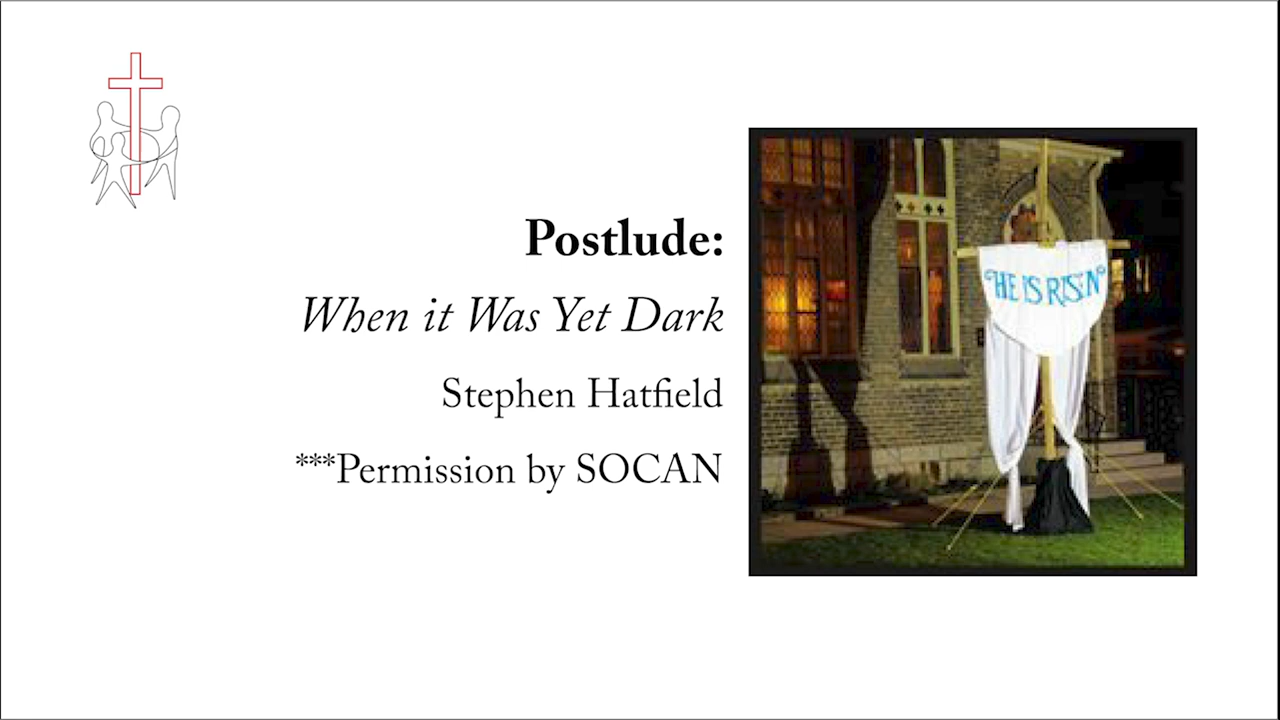 Postlude:
When it Was Yet Dark
Stephen Hatfield
***Permission by SOCAN
HE IS RISEN